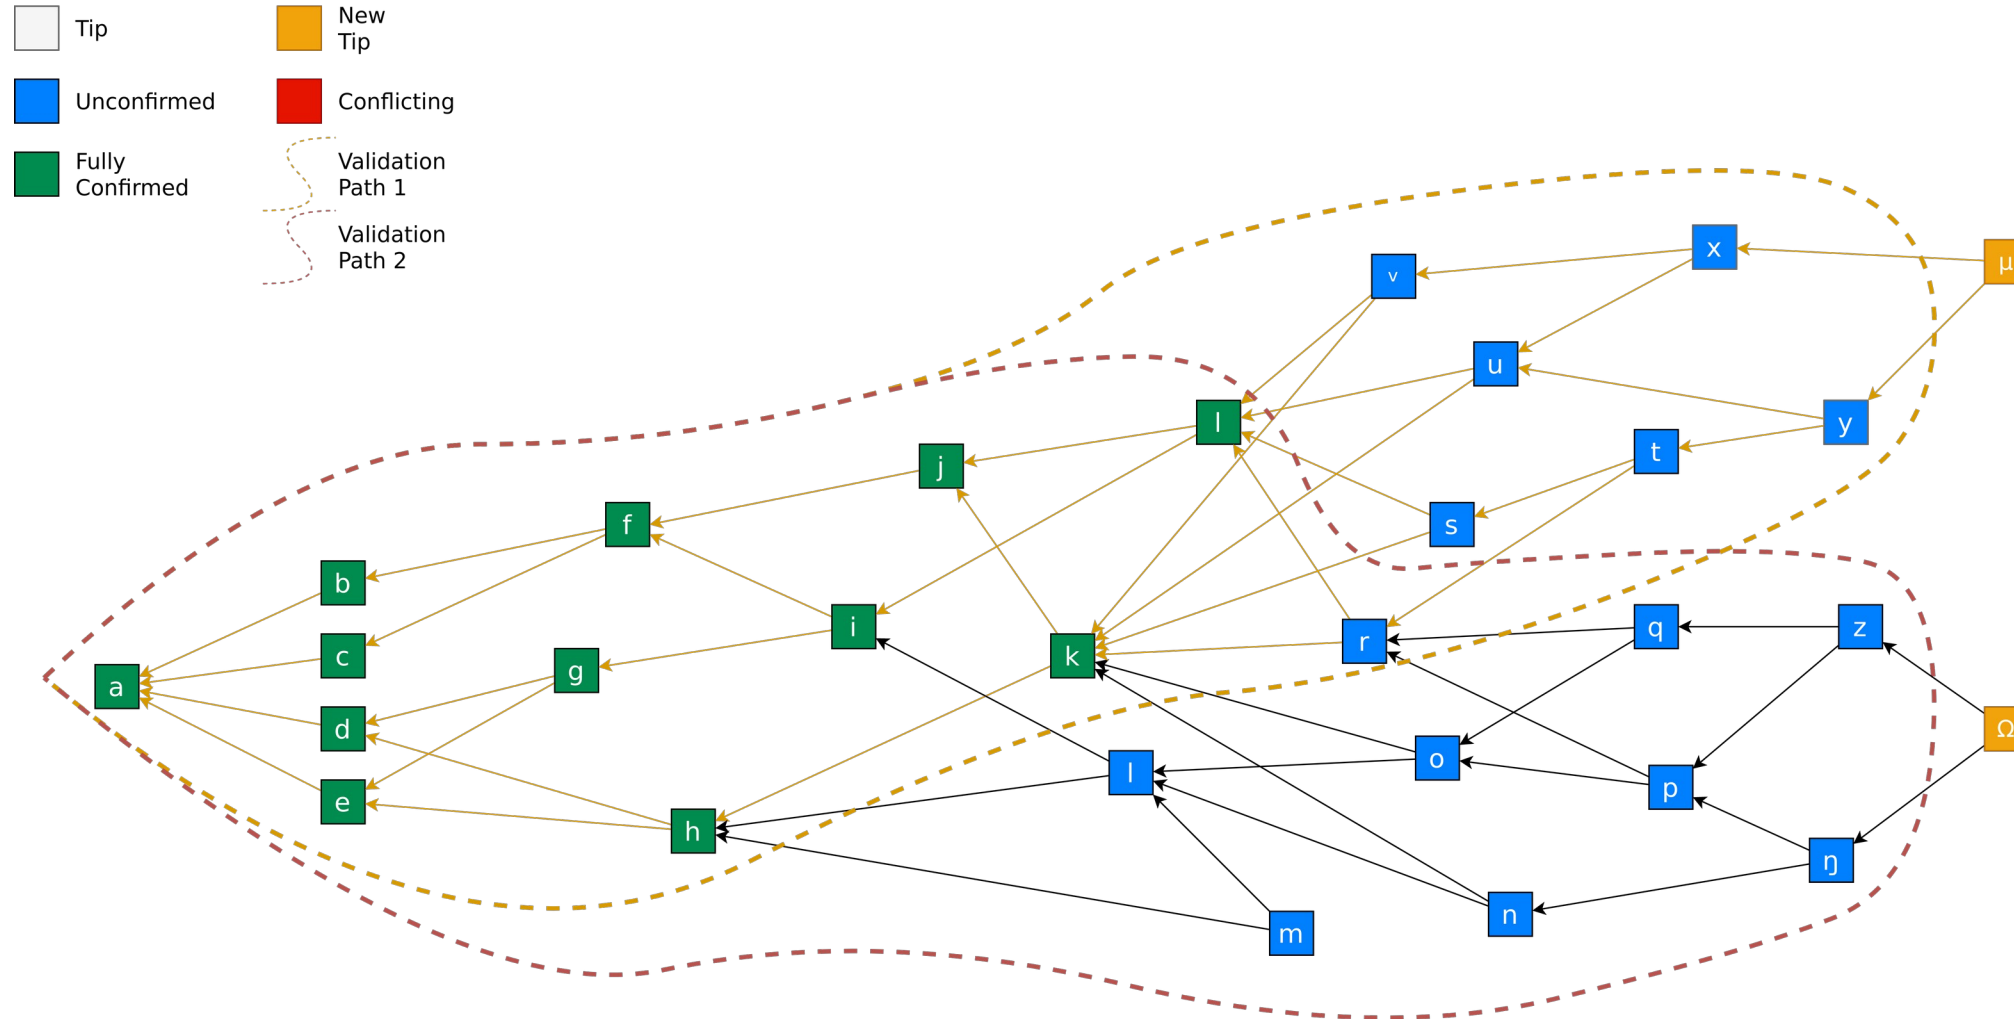 Tip
New
Tip
Unconfirmed
Conflicting
Fully
Confirmed
Validation
Path 1
Validation
Path 2
x
μ
v
u
y
l
t
j
s
f
b
i
q
z
r
c
k
g
a
d
Ω
o
l
p
e
h
ŋ
n
m